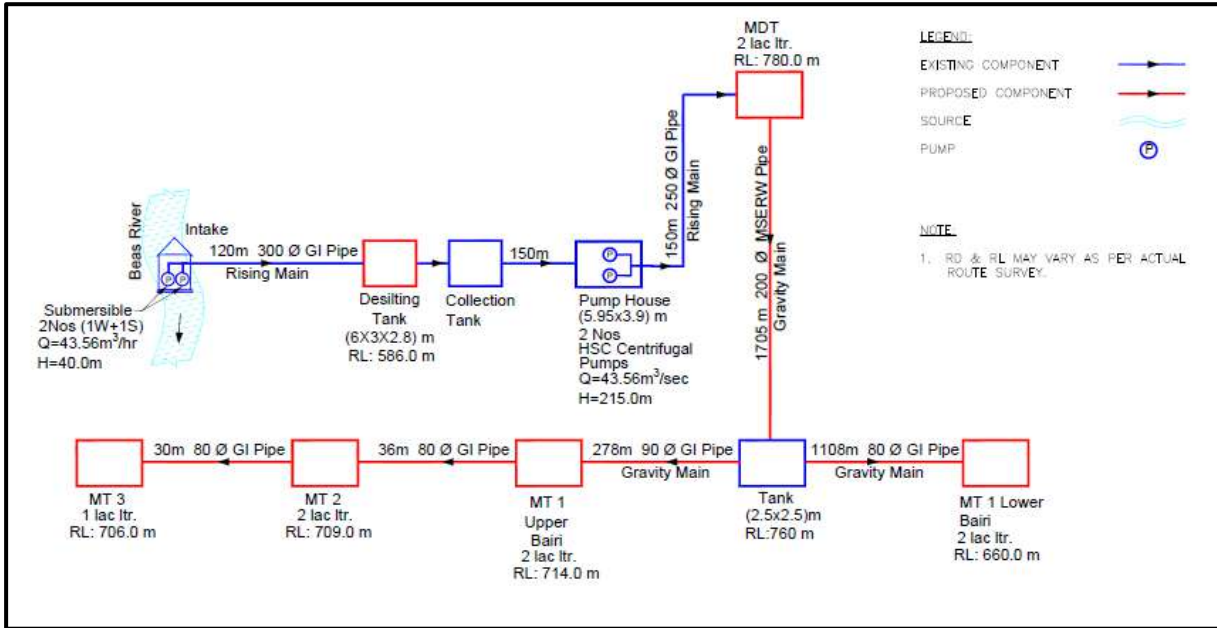 MDT
2 lac ltr.
RL: 780.0 m
LEGEND:
EXISTING COMPONENT
PROPOSED COMPONENT
SOURCE
PUMP
P
NOTE:
1. RD & RL MAY VARY AS PER ACTUAL
ROUTE SURVEY.
150m 250 Ø GI Pipe
Rising Main
1705 m 200 Ø MSERW Pipe
Gravity Main
Beas River
Intake
P P
120m 300 Ø GI Pipe
Rising Main
150m
P
P
Submersible
2Nos (1W+1S)
Q=43.56m³/hr
H=40.0m
Desilting
Tank
(6X3X2.8) m
RL: 586.0 m
Collection
Tank
Pump House
(5.95x3.9) m
2 Nos
HSC Centrifugal
Pumps
Q=43.56m³/sec
H=215.0m
30m 80 Ø GI Pipe
36m 80 Ø GI Pipe
278m 90 Ø GI Pipe
Gravity Main
1108m 80 Ø GI Pipe
Gravity Main
MT 3
1 lac ltr.
RL: 706.0 m
MT 2
2 lac ltr.
RL: 709.0 m
MT 1
Upper
Bairi
2 lac ltr.
RL: 714.0 m
Tank
(2.5x2.5)m
RL:760 m
MT 1 Lower
Bairi
2 lac ltr.
RL: 660.0 m